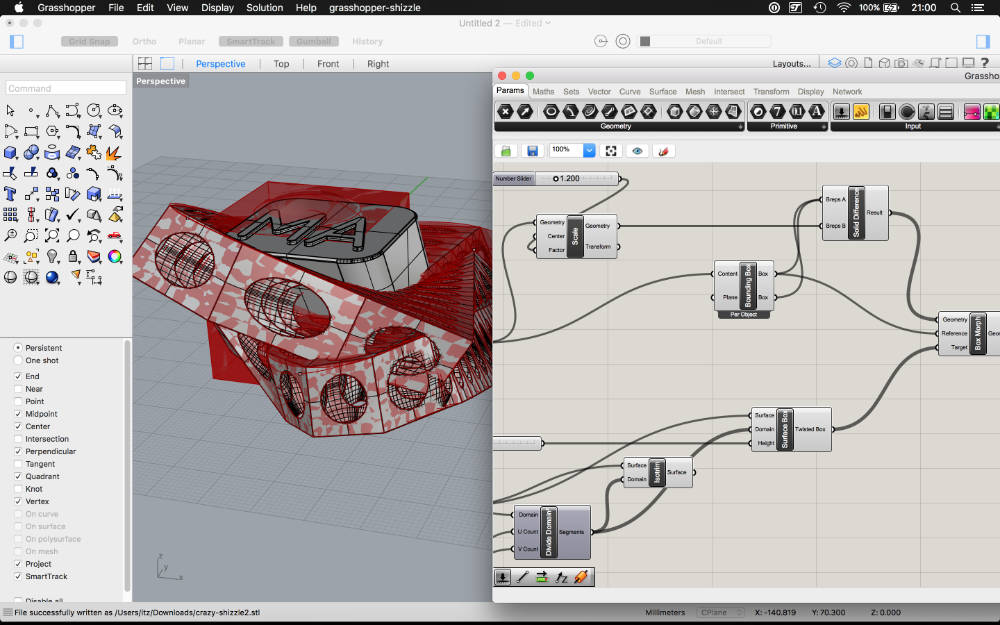 Grasshopper File Edit View Display Solution Help grasshopper-shizzle 100% 21:00
Untitled 2 — Edited
Grid Snap Ortho Planar SmartTrack Gumball History Default
Perspective Top Front Right Layouts...
Command
Perspective
Grassho
Params Maths Sets Vector Curve Surface Mesh Intersect Transform Display Network
Geometry Primitive Input
100%
Number Slider 1.200
Geometry
Center
Factor
Scale
Geometry
Transform
Breps A
Breps B
Solid Difference
Result
Content
Plane
Bounding Box
Box
Box
Per Object
Geometry
Reference
Target
Box Morph
Geo
Surface
Domain
Height
Surface Box
Twisted Box
Surface
Domain
Isotrim
Surface
Domain
U Count
V Count
Divide Domain
Segments
MA
Persistent
One shot
End
Near
Point
Midpoint
Center
Intersection
Perpendicular
Tangent
Quadrant
Knot
Vertex
On curve
On surface
On polysurface
On mesh
Project
SmartTrack
Disable all
z
y
x
File successfully written as /Users/itz/Downloads/crazy-shizzle2.stl
Millimeters CPlane X: -140.819 Y: 70.300 Z: 0.000